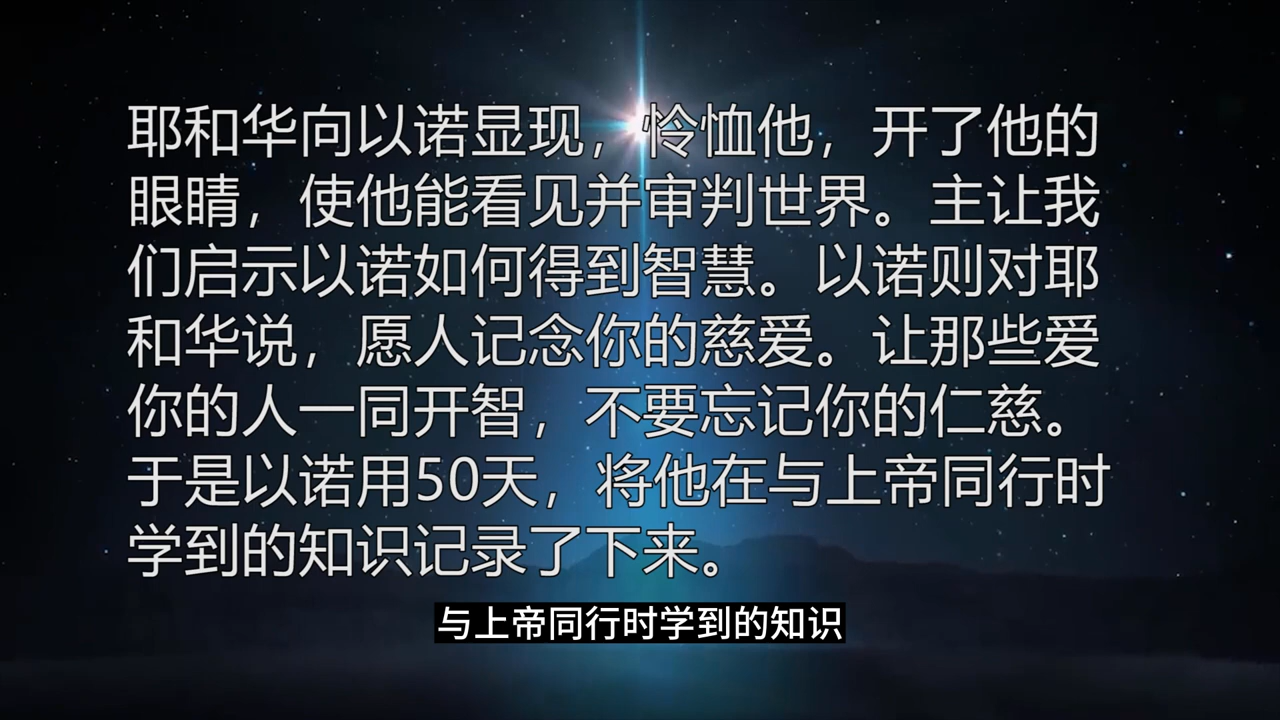 耶和华向以诺显现，怜恤他，开了他的
眼睛，使他能看见并审判世界。主让我
们启示以诺如何得到智慧。以诺则对耶
和华说，愿人记念你的慈爱。让那些爱
你的人一同开智，不要忘记你的仁慈。
于是以诺用50天，将他在与上帝同行时
学到的知识记录了下来。
与上帝同行时学到的知识